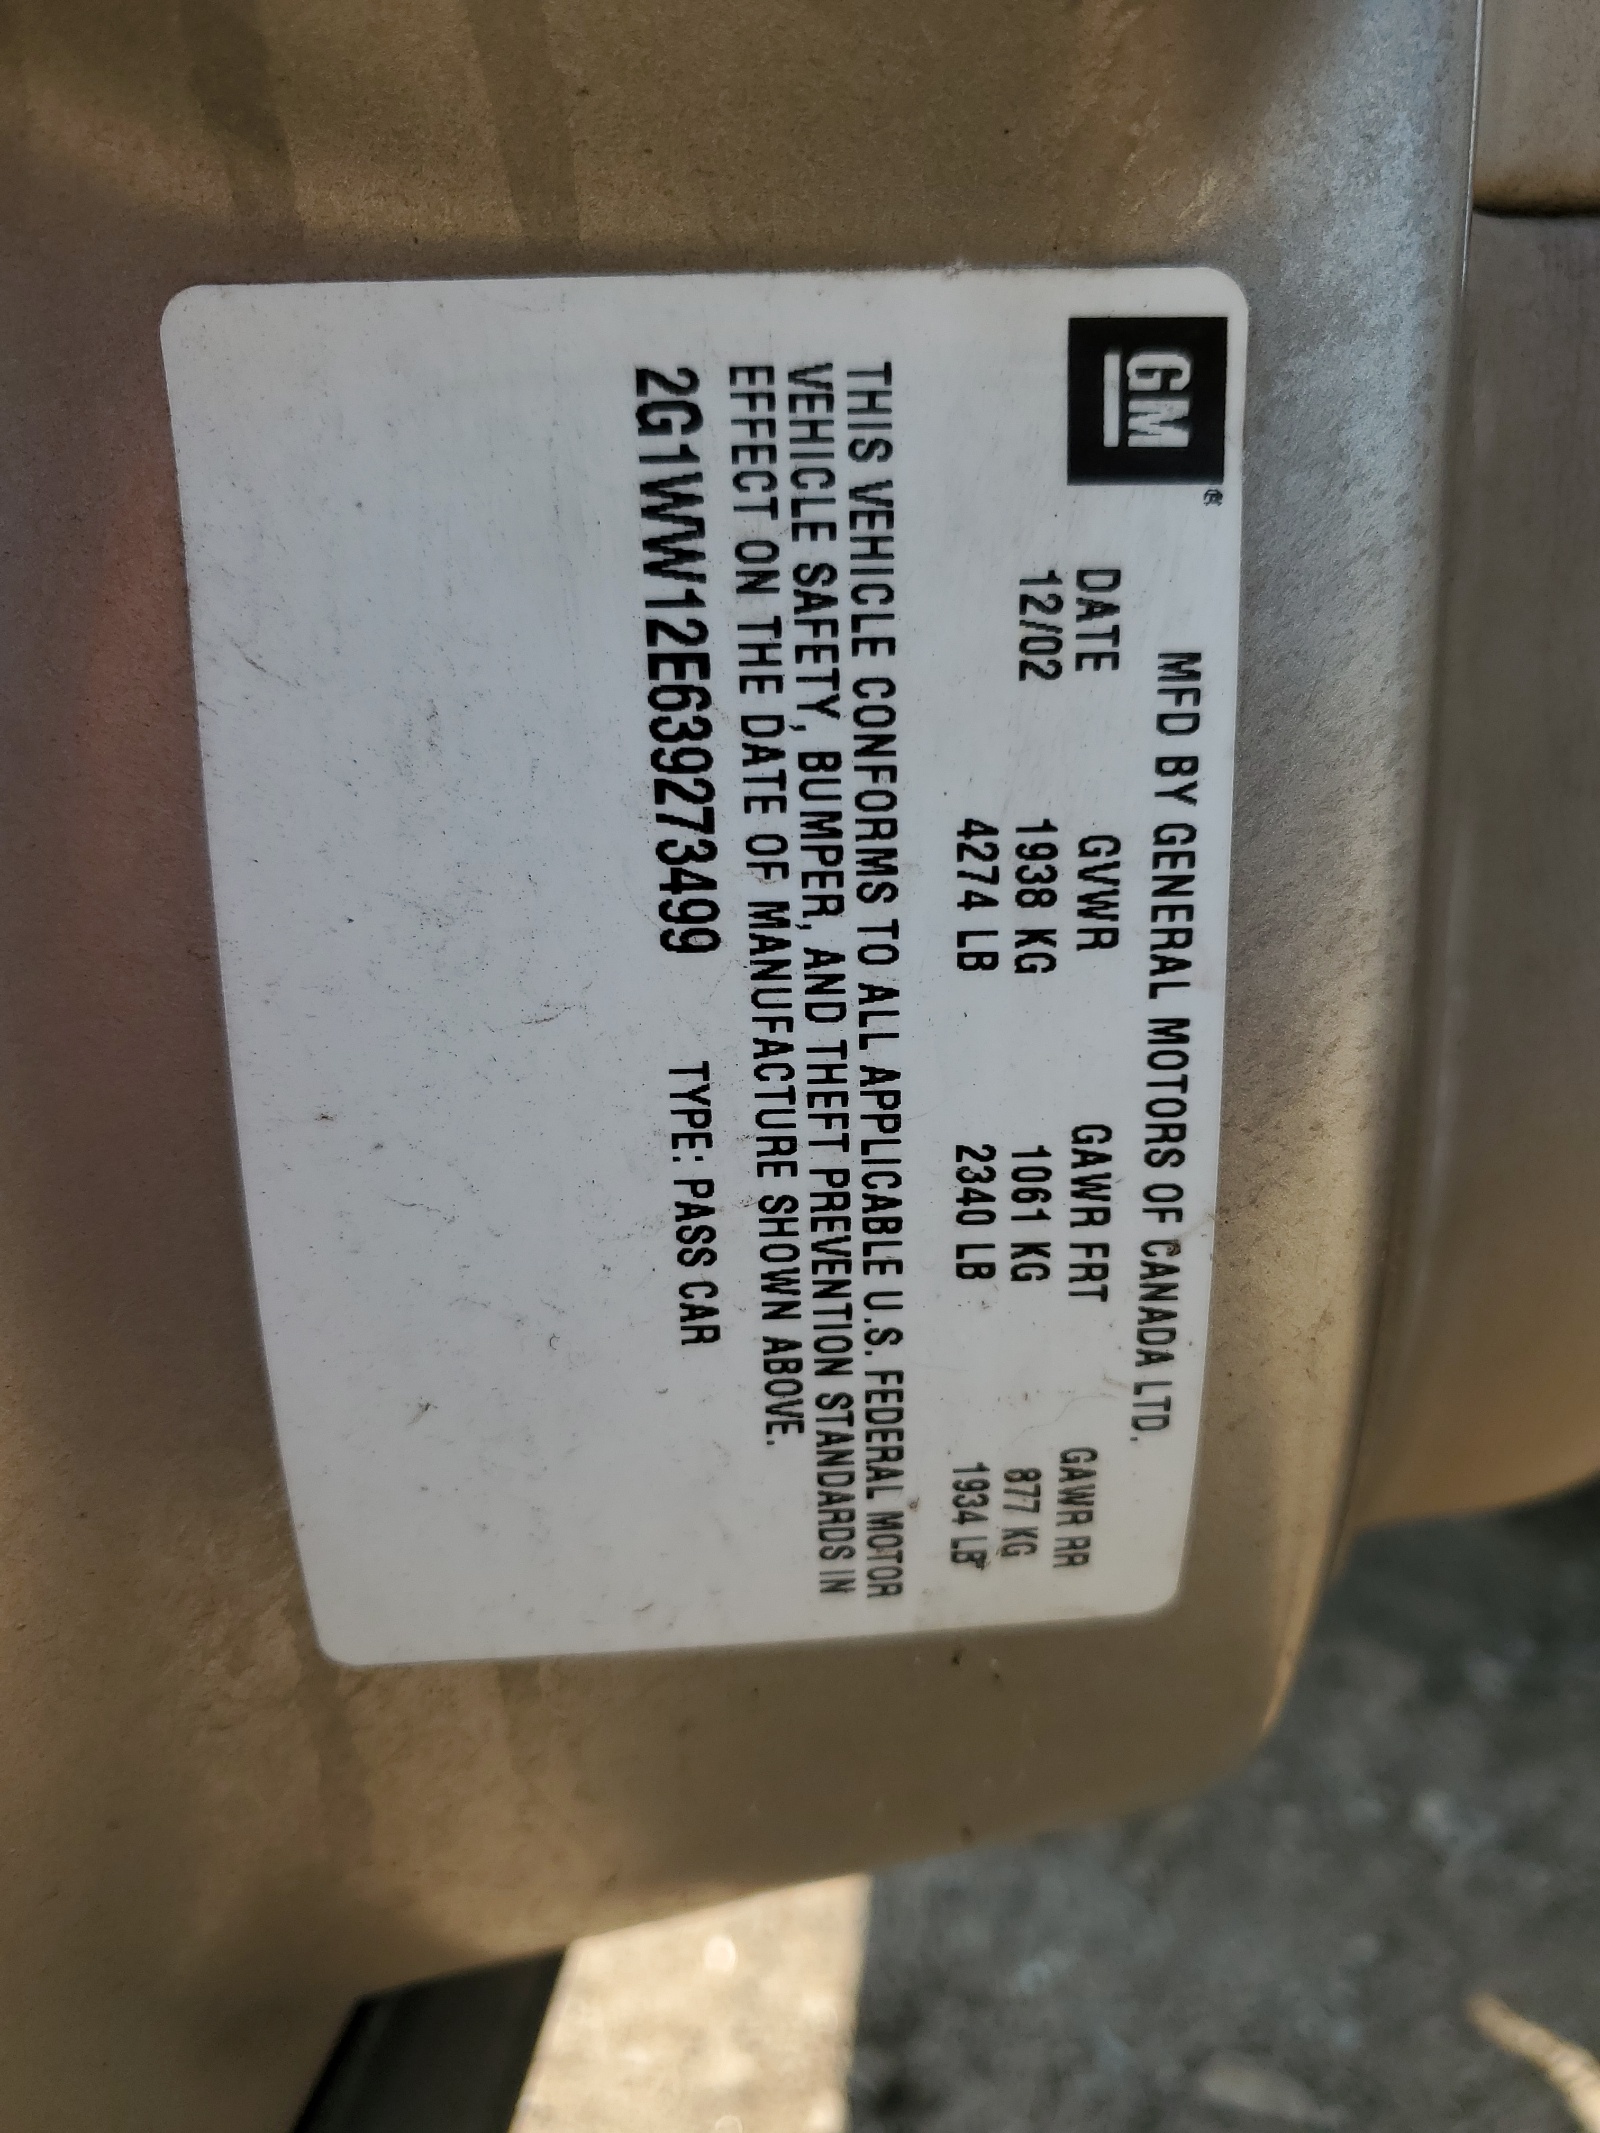 GM®
MFD BY GENERAL MOTORS OF CANADA LTD.
DATE GVWR GAWR FRT GAWR RR
12/02 1938 KG 1061 KG 877 KG
4274 LB 2340 LB 1934 LB
THIS VEHICLE CONFORMS TO ALL APPLICABLE U.S. FEDERAL MOTOR
VEHICLE SAFETY, BUMPER, AND THEFT PREVENTION STANDARDS IN
EFFECT ON THE DATE OF MANUFACTURE SHOWN ABOVE.
2G1WW12E639273499 TYPE: PASS CAR